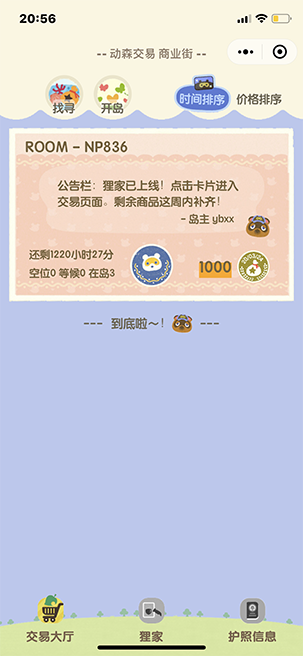 20:56
-- 动森交易 商业街 --
找寻
开岛
时间排序
价格排序
ROOM - NP836
公告栏：狸家已上线！点击卡片进入
交易页面。剩余商品这周内补齐！
- 岛主 ybxx
还剩1220小时27分
空位0 等候0 在岛3
1000
--- 到底啦~！ ---
交易大厅
狸家
护照信息